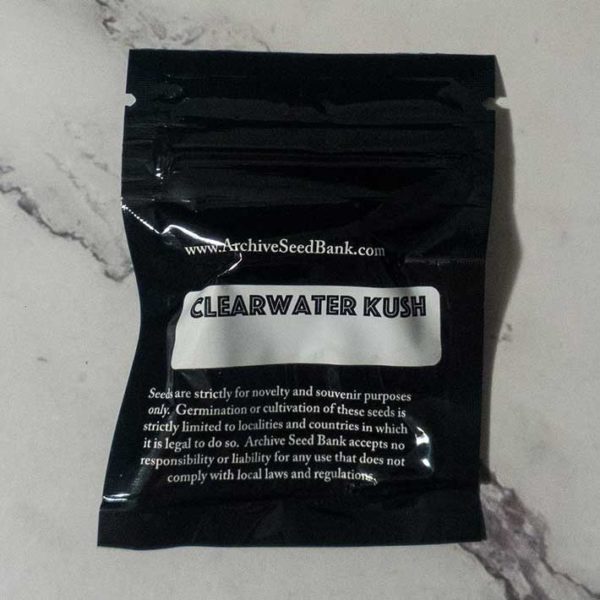 www.ArchiveSeedBank.com
CLEARWATER KUSH
Seeds are strictly for novelty and souvenir purposes
only. Germination or cultivation of these seeds is
strictly limited to localities and countries in which
it is legal to do so. Archive Seed Bank accepts no
responsibility or liability for any use that does not
comply with local laws and regulations.